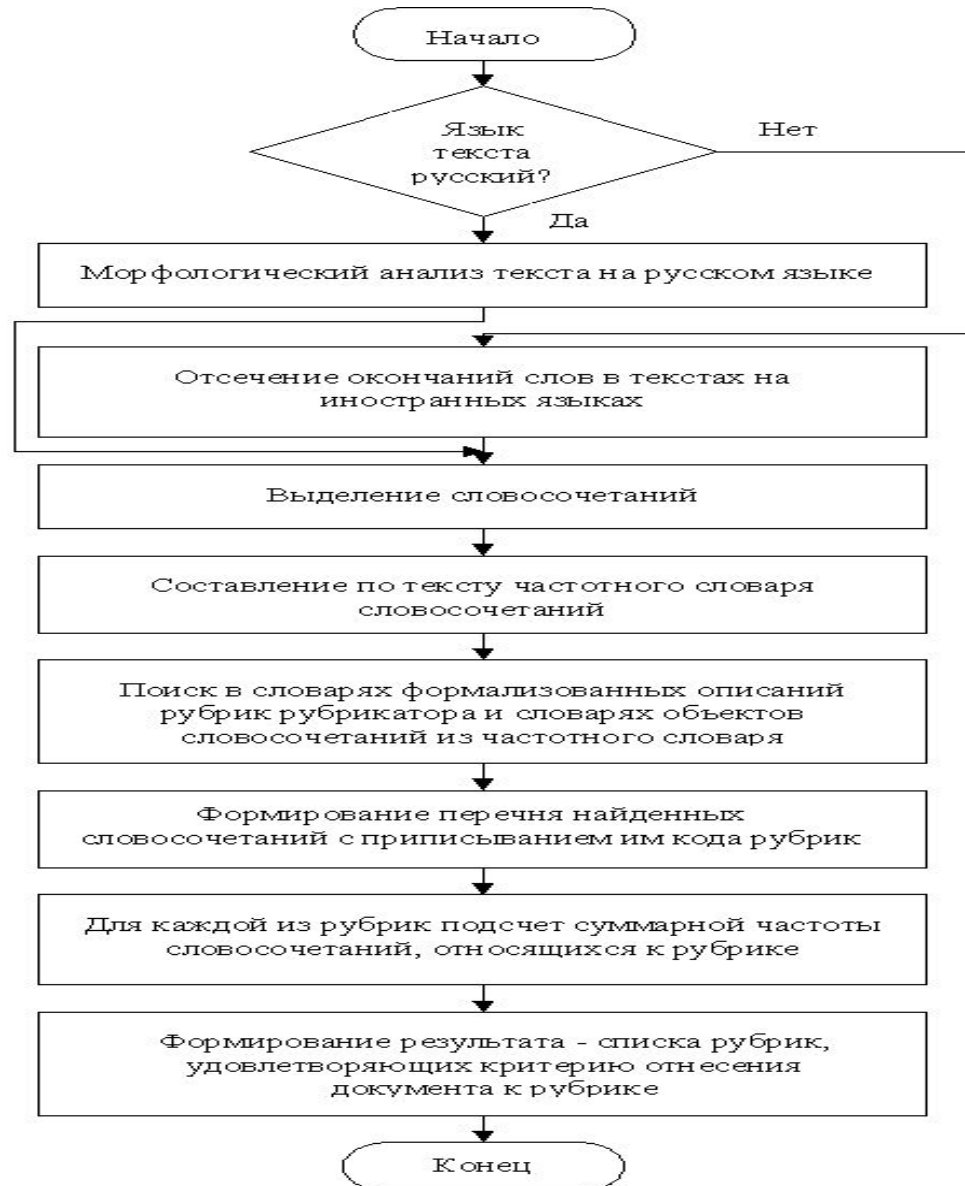 Начало
Язык
текста
русский?
Нет
Да
Морфологический анализ текста на русском языке
Отсечение окончаний слов в текстах на
иностранных языках
Выделение словосочетаний
Составление по тексту частотного словаря
словосочетаний
Поиск в словарях формализованных описаний
рубрик рубрикатора и словарях объектов
словосочетаний из частотного словаря
Формирование перечня найденных
словосочетаний с приписыванием им кода рубрик
Для каждой из рубрик подсчет суммарной частоты
словосочетаний, относящихся к рубрике
Формирование результата - списка рубрик,
удовлетворяющих критерию отнесения
документа к рубрике
Конец